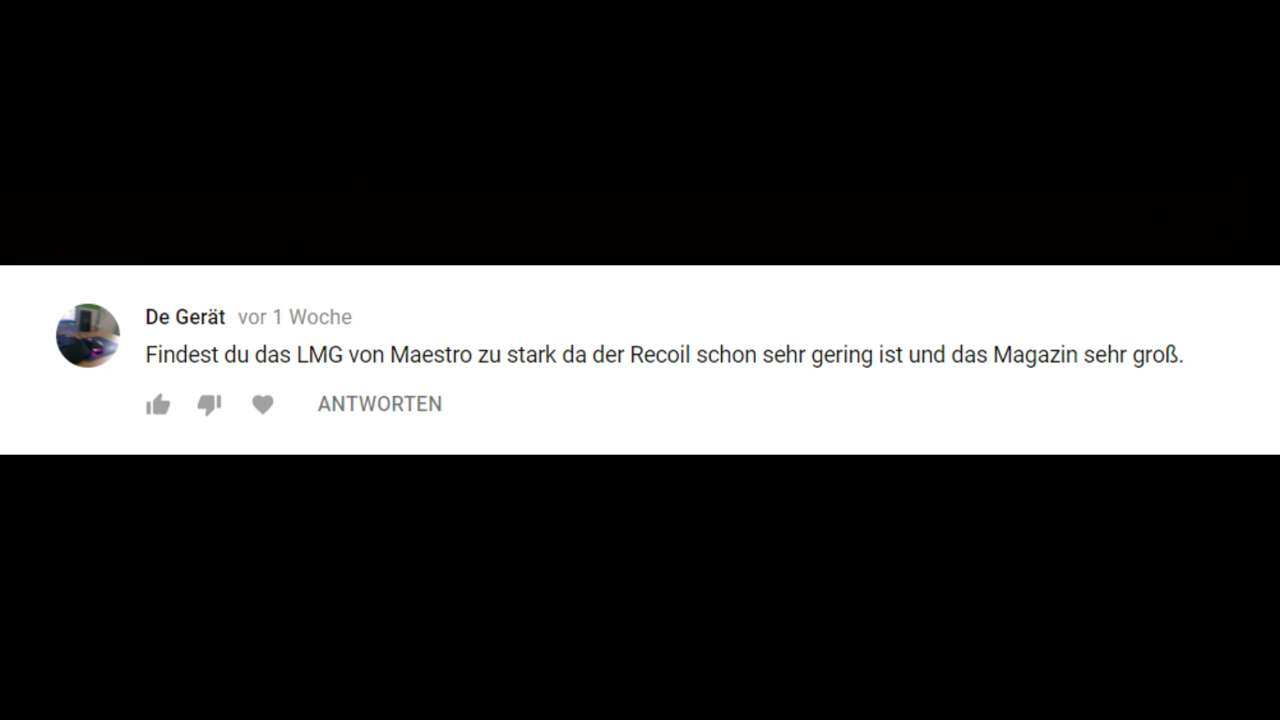 De Gerät vor 1 Woche
Findest du das LMG von Maestro zu stark da der Recoil schon sehr gering ist und das Magazin sehr groß.
ANTWORTEN